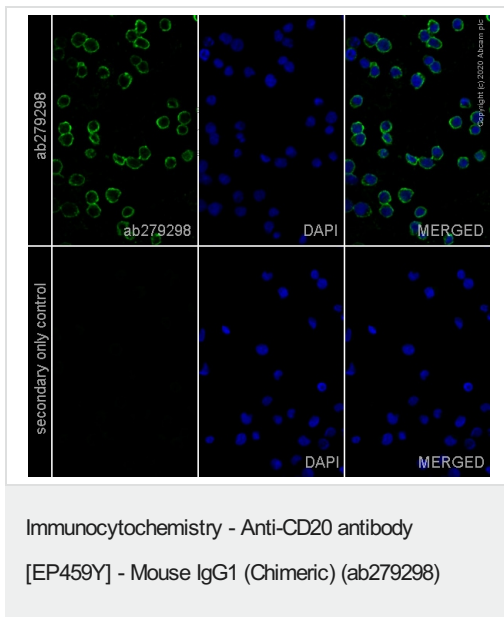 ab279298
Copyright (c) 2020 Abcam plc
ab279298
DAPI
MERGED
secondary only control
DAPI
MERGED
Immunocytochemistry - Anti-CD20 antibody
[EP459Y] - Mouse IgG1 (Chimeric) (ab279298)